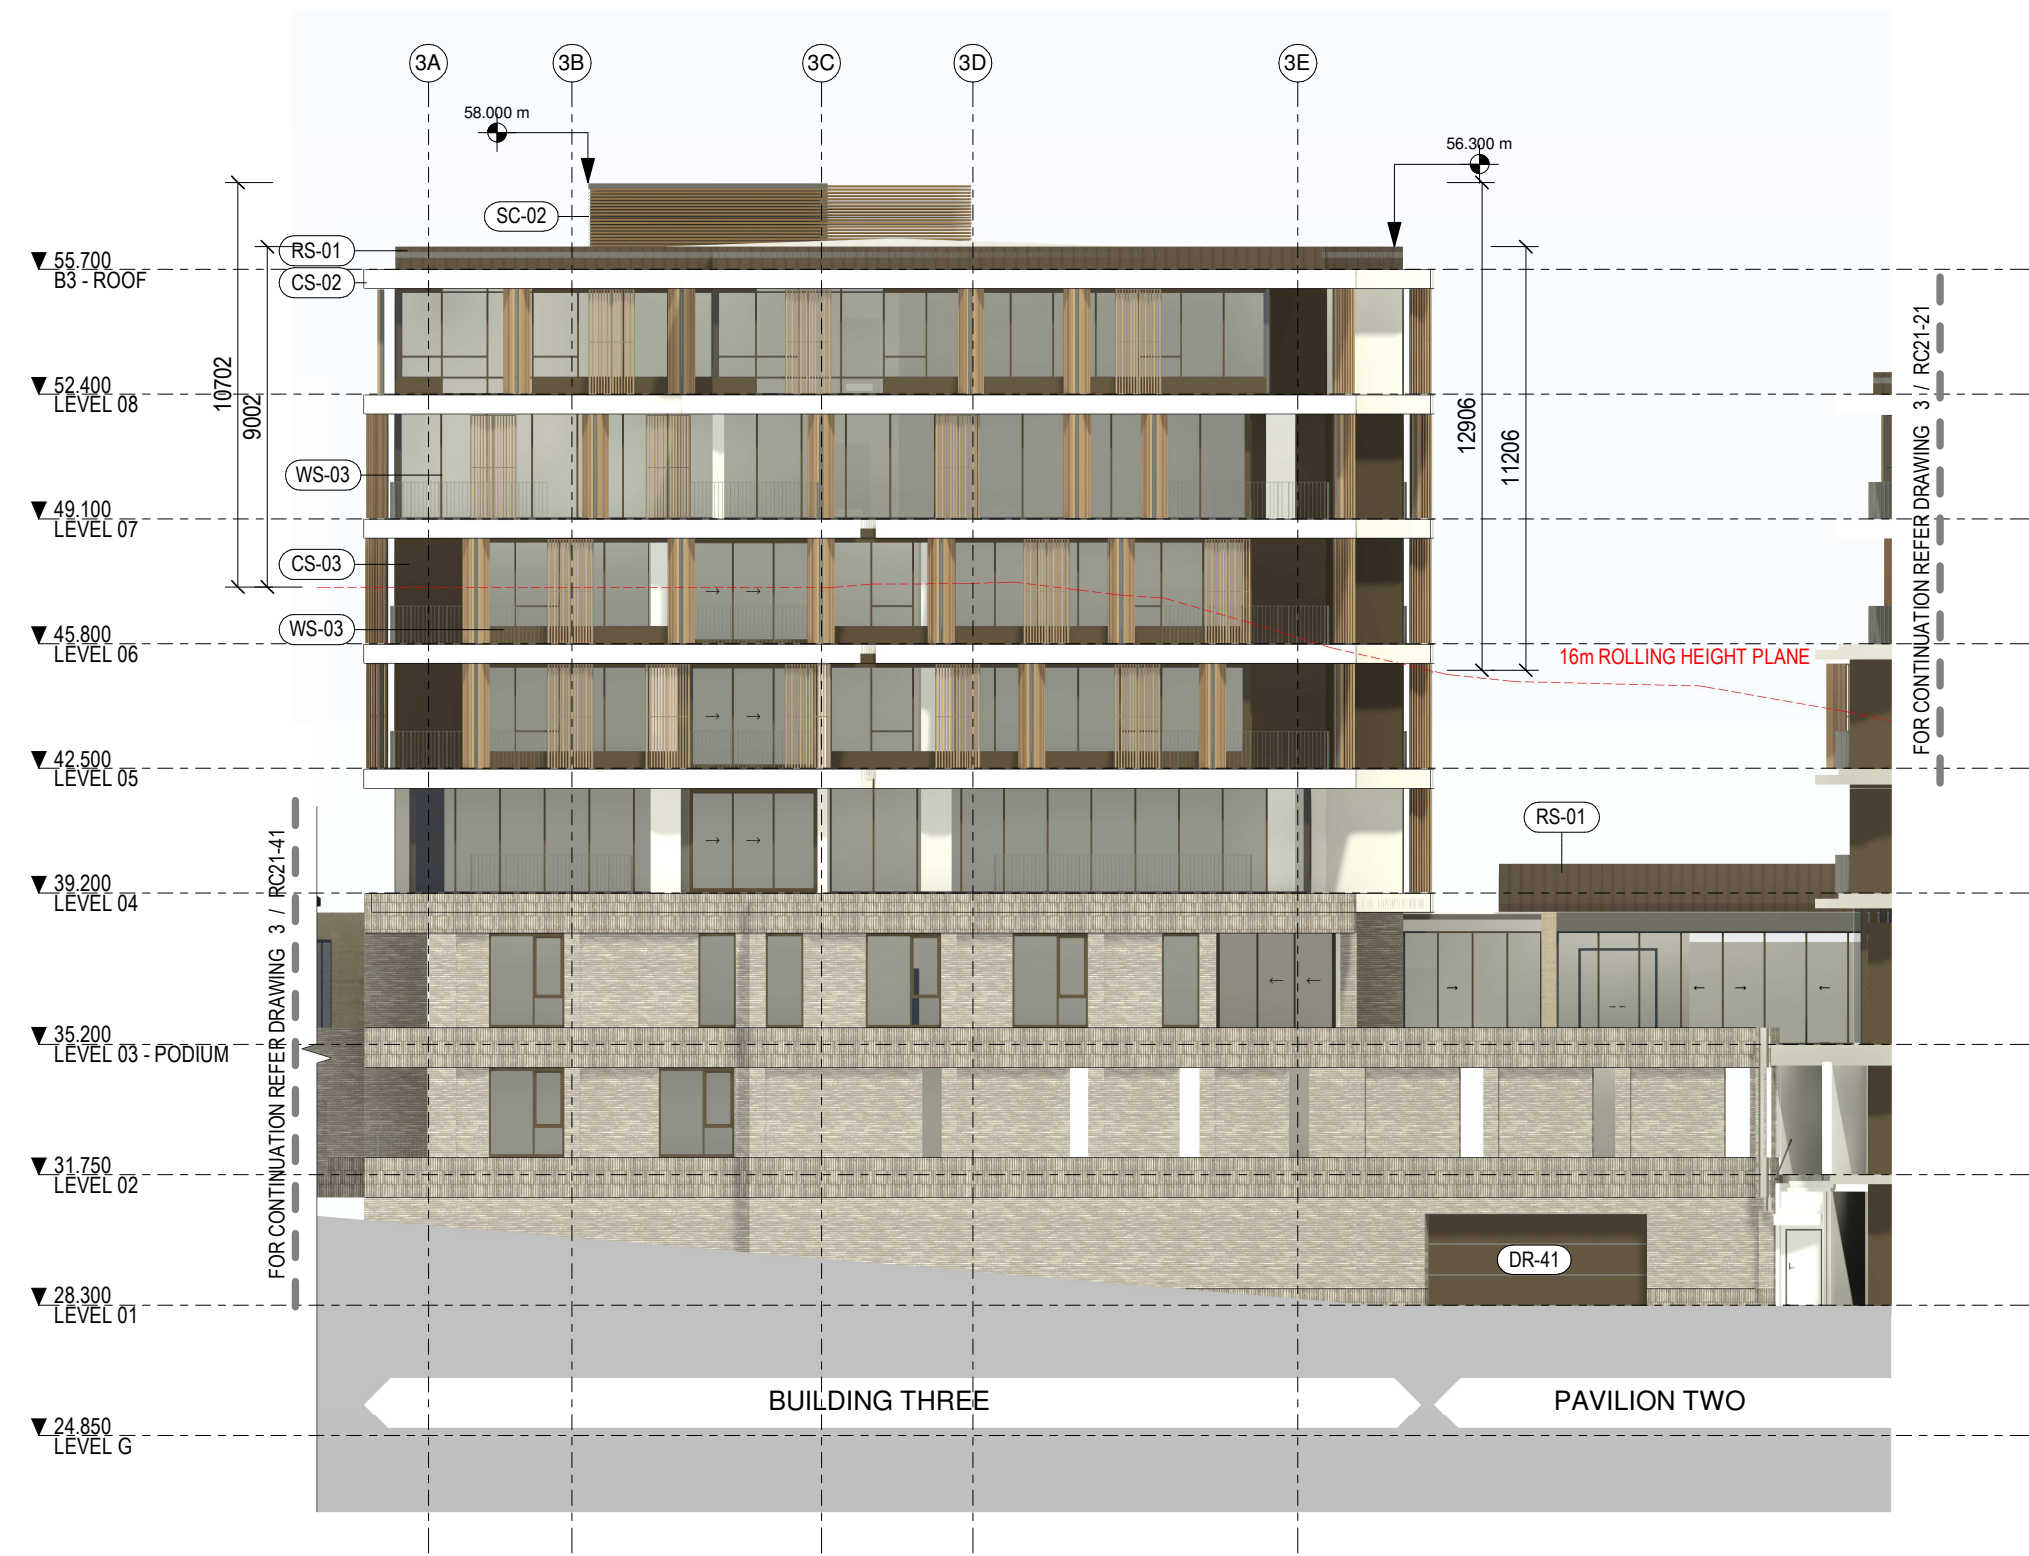 3A
3B
3C
3D
3E
58.000 m
56.300 m
SC-02
RS-01
55.700
B3 - ROOF
CS-02
10702
9002
52.400
LEVEL 08
12906
11206
WS-03
49.100
LEVEL 07
CS-03
WS-03
45.800
LEVEL 06
16m ROLLING HEIGHT PLANE
FOR CONTINUATION REFER DRAWING 3 / RC21-21
42.500
LEVEL 05
RS-01
39.200
LEVEL 04
FOR CONTINUATION REFER DRAWING 3 / RC21-41
35.200
LEVEL 03 - PODIUM
31.750
LEVEL 02
DR-41
28.300
LEVEL 01
BUILDING THREE
PAVILION TWO
24.850
LEVEL G